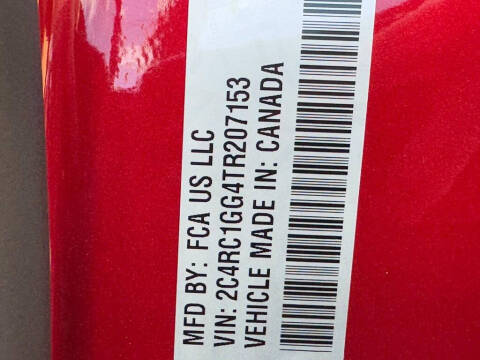 MFD BY: FCA US LLC
VIN: 2C4RC1GG4TR207153
VEHICLE MADE IN: CANADA